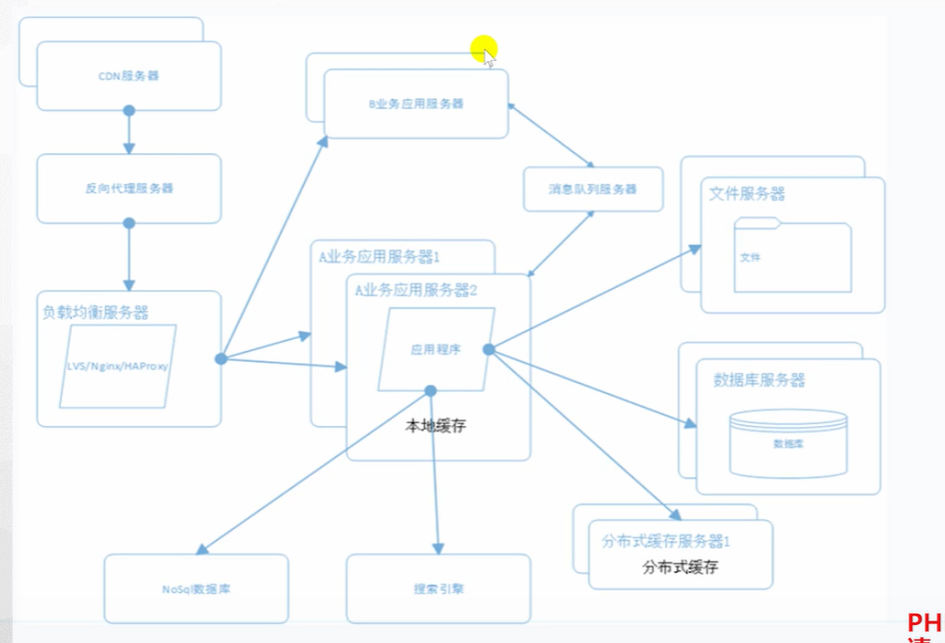 CDN服务器
B业务应用服务器
反向代理服务器
消息队列服务器
文件服务器
文件
A业务应用服务器1
A业务应用服务器2
负载均衡服务器
LVS/Nginx/HAProxy
应用程序
本地缓存
数据库服务器
数据库
分布式缓存服务器1
分布式缓存
NoSql数据库
搜索引擎
PH